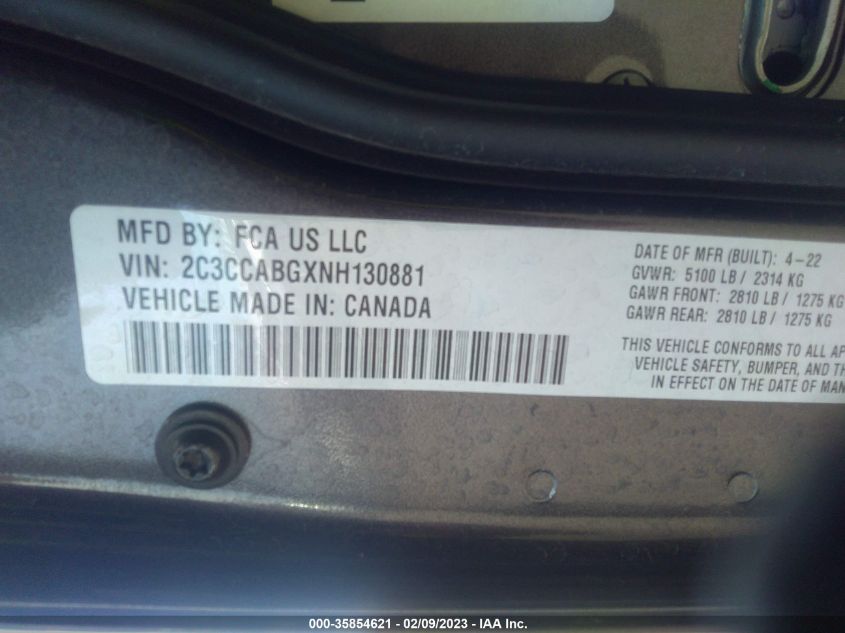 MFD BY: FCA US LLC
VIN: 2C3CCABGXNH130881
VEHICLE MADE IN: CANADA
DATE OF MFR (BUILT): 4-22
GVWR: 5100 LB / 2314 KG
GAWR FRONT: 2810 LB / 1275 KG
GAWR REAR: 2810 LB / 1275 KG
THIS VEHICLE CONFORMS TO ALL AP
VEHICLE SAFETY, BUMPER, AND TH
IN EFFECT ON THE DATE OF MAN
000-35854621 - 02/09/2023 - IAA Inc.